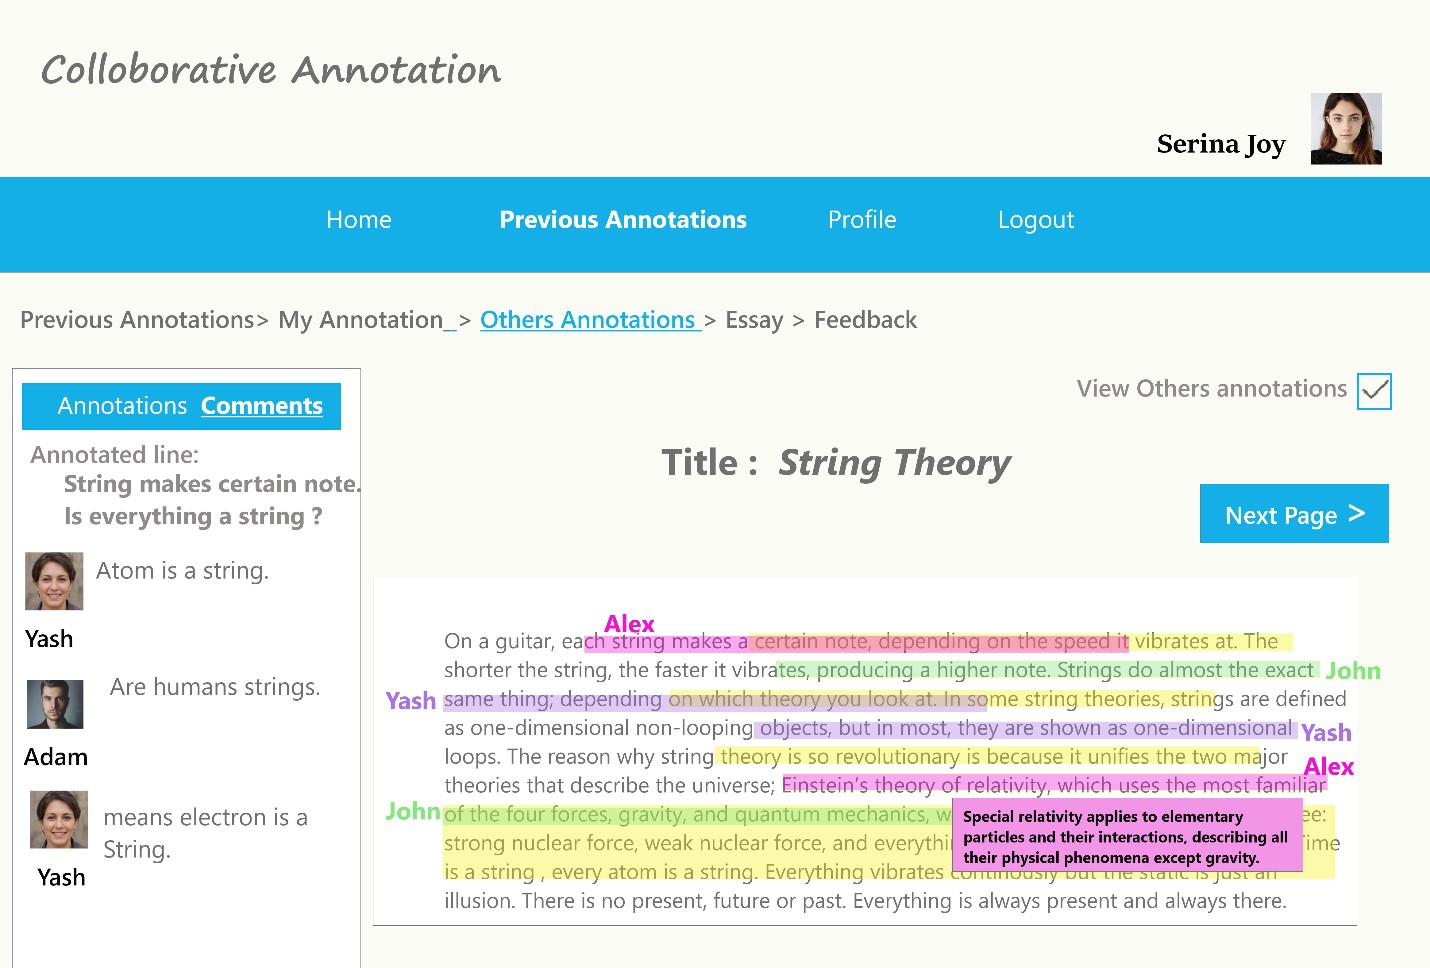 Colloborative Annotation
Serina Joy
Home Previous Annotations Profile Logout
Previous Annotations> My Annotation_> Others Annotations > Essay > Feedback
Annotations Comments
Annotated line:
String makes certain note.
Is everything a string ?
Atom is a string.
Yash
Are humans strings.
Adam
means electron is a
String.
Yash
View Others annotations
Title : String Theory
Next Page >
Alex
On a guitar, each string makes a certain note, depending on the speed it vibrates at. The
shorter the string, the faster it vibrates, producing a higher note. Strings do almost the exact John
Yash same thing; depending on which theory you look at. In some string theories, strings are defined
as one-dimensional non-looping objects, but in most, they are shown as one-dimensional Yash
loops. The reason why string theory is so revolutionary is because it unifies the two major
Alex
theories that describe the universe; Einstein's theory of relativity, which uses the most familiar
John of the four forces, gravity, and quantum mechanics, w ee:
strong nuclear force, weak nuclear force, and everythi ime
is a string , every atom is a string. Everything vibrates continously but the static is just an
illusion. There is no present, future or past. Everything is always present and always there.
Special relativity applies to elementary
particles and their interactions, describing all
their physical phenomena except gravity.